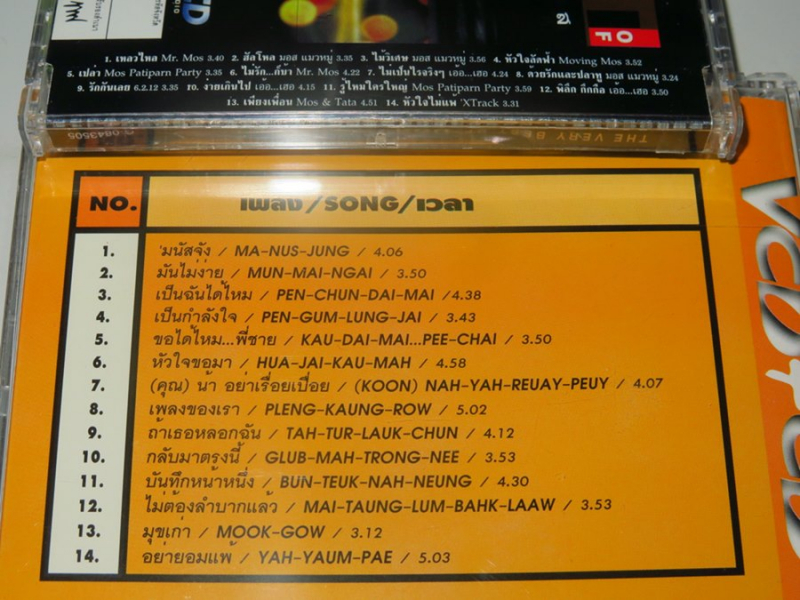 1. เหลวไหล Mr. Mos 3.40 2. ฮัลโหล มอส แมวหมู่ 3.35 3. ไม้วิเศษ มอส แมวหมู่ 3.56 4. หัวใจลัดฟ้า Moving Mos 3.52
5. เปล่า Mos Patiparn Party 3.35 6. ไม่รัก...ก็บ้า Mr. Mos 4.22 7. ไม่เป็นไรจริงๆ เออ...เฮอ 4.24 8. ด้วยรักและปลาทู มอส แมวหมู่ 3.24
9. รักกันเลย 6.2.12 3.35 10. ง่ายเกินไป เออ...เฮอ 4.15 11. รู้ไหมใครใหญ่ Mos Patiparn Party 3.59 12. พิลึก กึกกือ เออ...เฮอ 3.50
13. เพียงเพื่อน Mos & Tata 4.51 14. หัวใจไม่แพ้ 'XTrack 3.31
OF
THE VERY BE
NO. เพลง/SONG/เวลา
1. 'มนัสจัง / MA-NUS-JUNG / 4.06
2. มันไม่ง่าย / MUN-MAI-NGAI / 3.50
3. เป็นฉันได้ไหม / PEN-CHUN-DAI-MAI /4.38
4. เป็นกำลังใจ / PEN-GUM-LUNG-JAI / 3.43
5. ขอได้ไหม...พี่ชาย / KAU-DAI-MAI...PEE-CHAI / 3.50
6. หัวใจขอมา / HUA-JAI-KAU-MAH / 4.58
7. (คุณ) น้า อย่าเรื่อยเปื่อย / (KOON) NAH-YAH-REUAY-PEUY / 4.07
8. เพลงของเรา / PLENG-KAUNG-ROW / 5.02
9. ถ้าเธอหลอกฉัน / TAH-TUR-LAUK-CHUN / 4.12
10. กลับมาตรงนี้ / GLUB-MAH-TRONG-NEE / 3.53
11. บันทึกหน้าหนึ่ง / BUN-TEUK-NAH-NEUNG / 4.30
12. ไม่ต้องลำบากแล้ว / MAI-TAUNG-LUM-BAHK-LAAW / 3.53
13. มุขเก่า / MOOK-GOW / 3.12
14. อย่ายอมแพ้ / YAH-YAUM-PAE / 5.03
VCD+CD